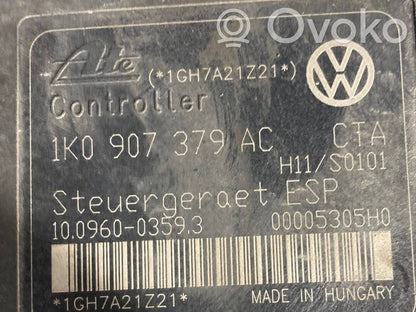 Ovoko
Ate (*1GH7A21Z21*)
Controller
1K0 907 379 AC CTA
H11/S0101
Steuergeraet ESP
10.0960-0359.3 00005305H0
*1GH7A21Z21* MADE IN HUNGARY